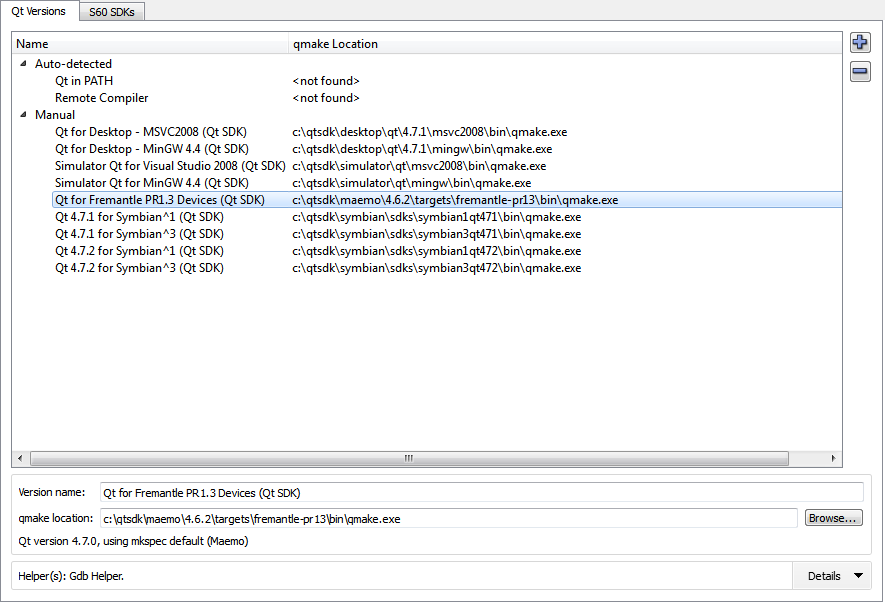 Qt Versions S60 SDKs
Name qmake Location
Auto-detected
Qt in PATH <not found>
Remote Compiler <not found>
Manual
Qt for Desktop - MSVC2008 (Qt SDK) c:\qtsdk\desktop\qt\4.7.1\msvc2008\bin\qmake.exe
Qt for Desktop - MinGW 4.4 (Qt SDK) c:\qtsdk\desktop\qt\4.7.1\mingw\bin\qmake.exe
Simulator Qt for Visual Studio 2008 (Qt SDK) c:\qtsdk\simulator\qt\msvc2008\bin\qmake.exe
Simulator Qt for MinGW 4.4 (Qt SDK) c:\qtsdk\simulator\qt\mingw\bin\qmake.exe
Qt for Fremantle PR1.3 Devices (Qt SDK) c:\qtsdk\maemo\4.6.2\targets\fremantle-pr13\bin\qmake.exe
Qt 4.7.1 for Symbian^1 (Qt SDK) c:\qtsdk\symbian\sdks\symbian1qt471\bin\qmake.exe
Qt 4.7.1 for Symbian^3 (Qt SDK) c:\qtsdk\symbian\sdks\symbian3qt471\bin\qmake.exe
Qt 4.7.2 for Symbian^1 (Qt SDK) c:\qtsdk\symbian\sdks\symbian1qt472\bin\qmake.exe
Qt 4.7.2 for Symbian^3 (Qt SDK) c:\qtsdk\symbian\sdks\symbian3qt472\bin\qmake.exe
Version name: Qt for Fremantle PR1.3 Devices (Qt SDK)
qmake location: c:\qtsdk\maemo\4.6.2\targets\fremantle-pr13\bin\qmake.exe Browse...
Qt version 4.7.0, using mkspec default (Maemo)
Helper(s): Gdb Helper. Details